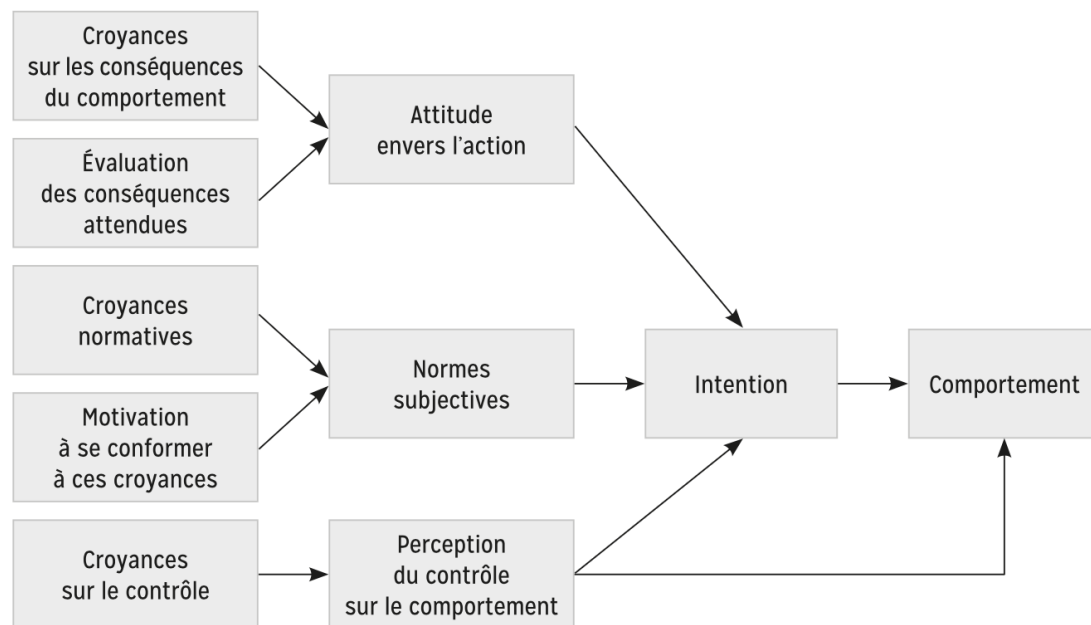 Croyances
sur les conséquences
du comportement
Évaluation
des conséquences
attendues
Attitude
envers l'action
Croyances
normatives
Motivation
à se conformer
à ces croyances
Normes
subjectives
Intention
Comportement
Croyances
sur le contrôle
Perception
du contrôle
sur le comportement